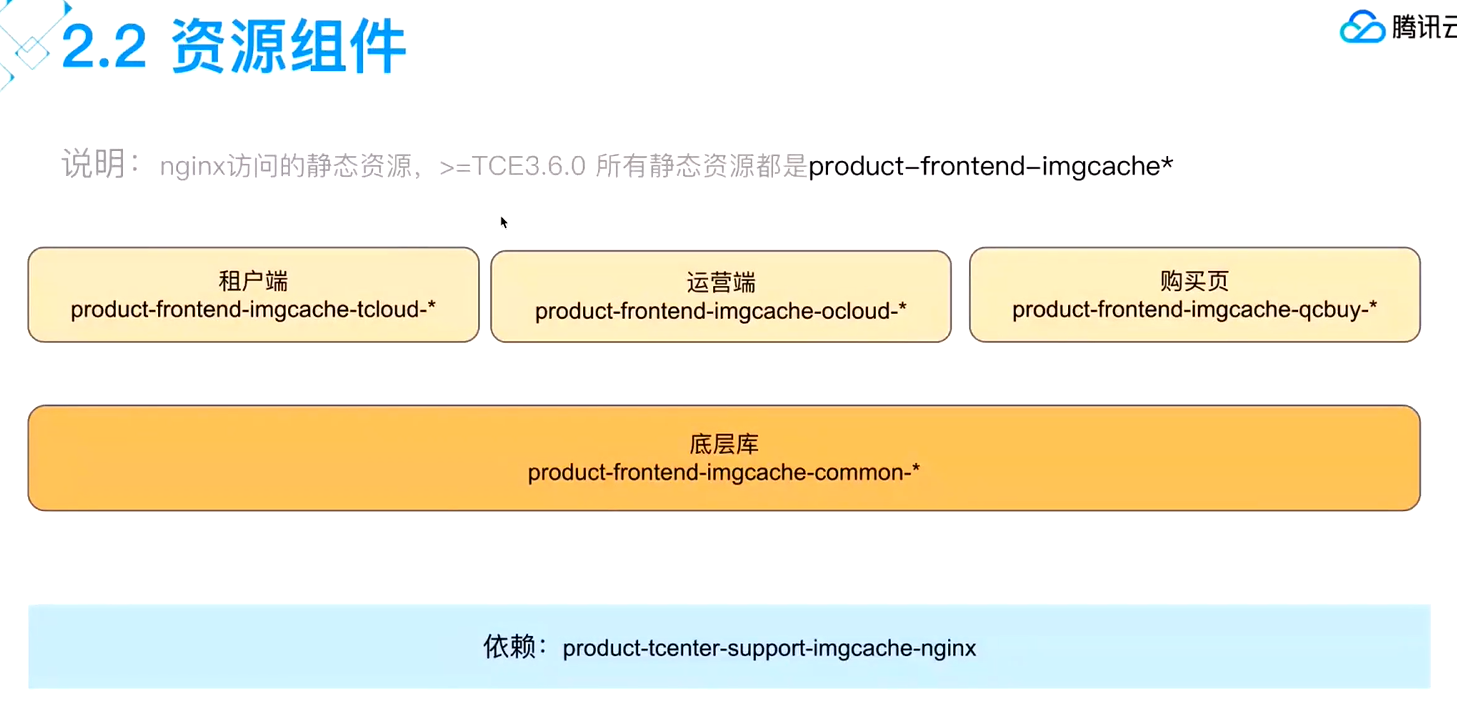 2.2 资源组件
腾讯云
说明：nginx访问的静态资源，>=TCE3.6.0 所有静态资源都是product-frontend-imgcache*
租户端
product-frontend-imgcache-tcloud-*
运营端
product-frontend-imgcache-ocloud-*
购买页
product-frontend-imgcache-qcbuy-*
底层库
product-frontend-imgcache-common-*
依赖：product-tcenter-support-imgcache-nginx